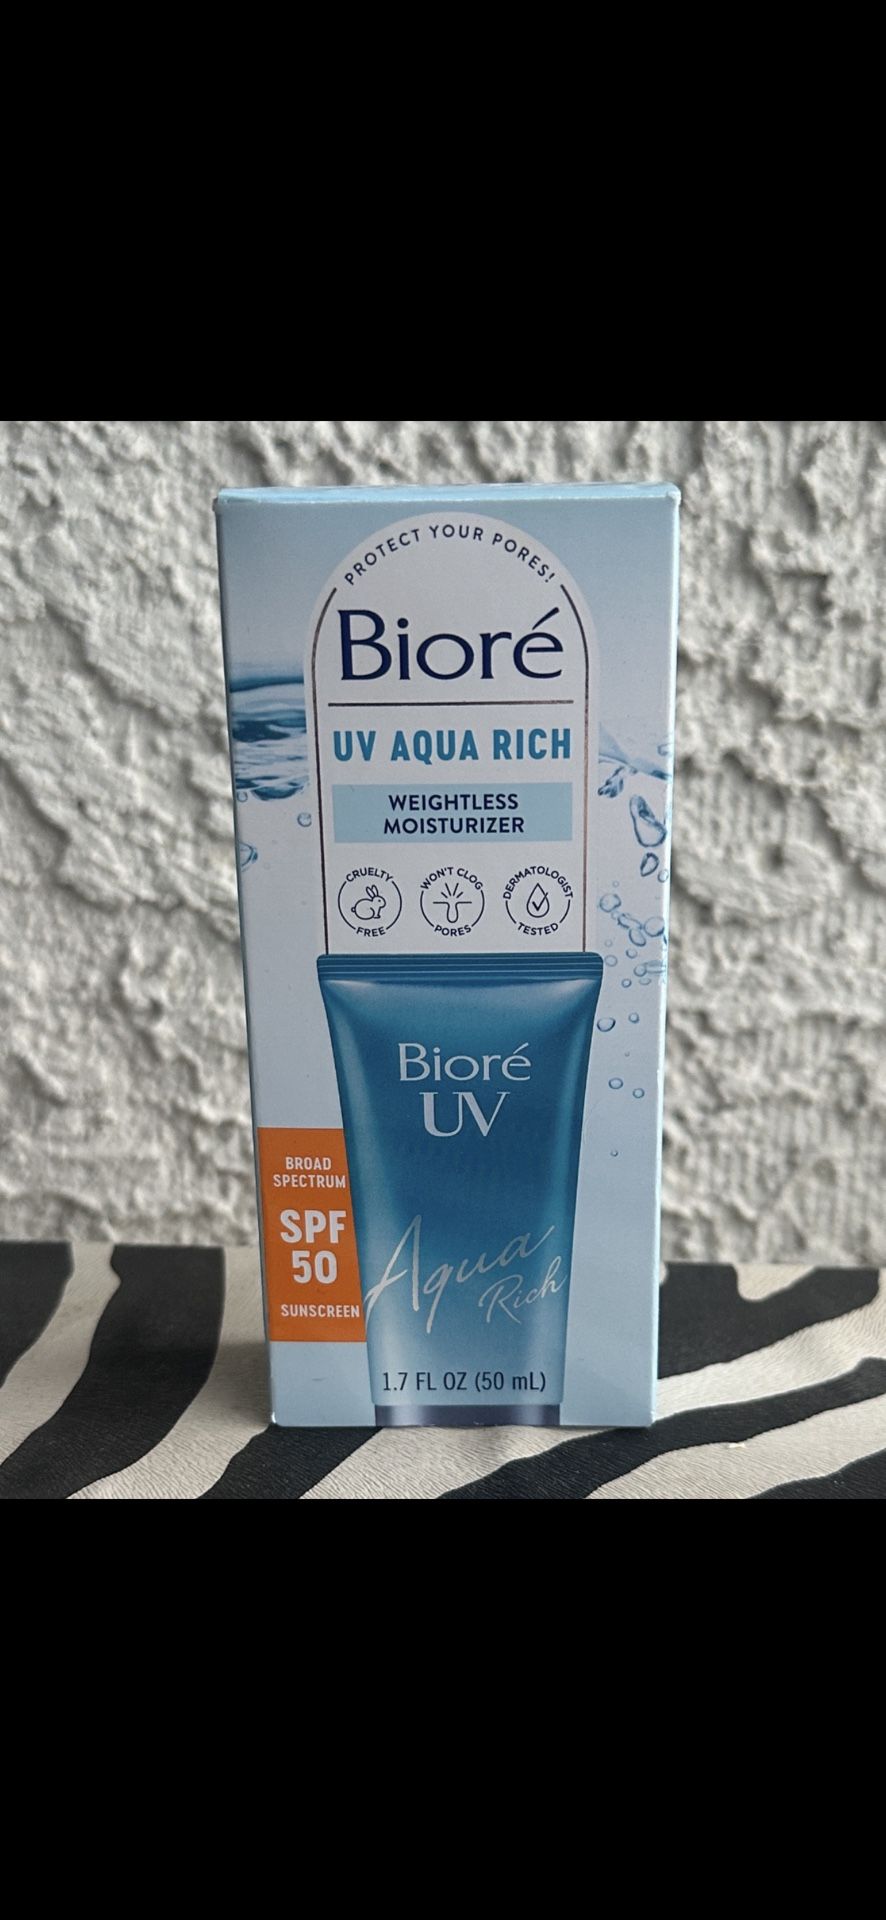 PROTECT YOUR PORES!
Bioré
UV AQUA RICH
WEIGHTLESS
MOISTURIZER
CRUELTY
FREE
WON'T CLOG
PORES
DERMATOLOGIST
TESTED
Bioré
UV
BROAD
SPECTRUM
SPF
50
SUNSCREEN
Aqua
Rich
1.7 FL OZ (50 mL)